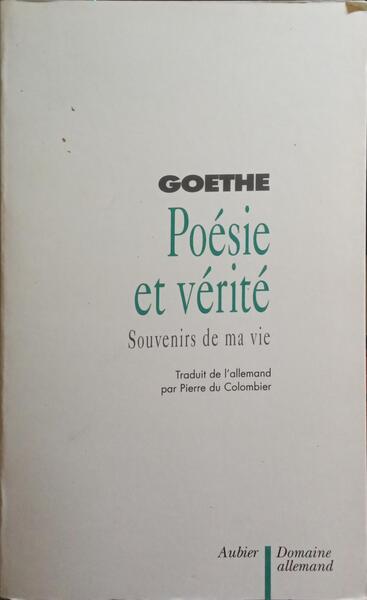 GOETHE
Poésie
et vérité
Souvenirs de ma vie
Traduit de l'allemand
par Pierre du Colombier
Aubier
Domaine
allemand